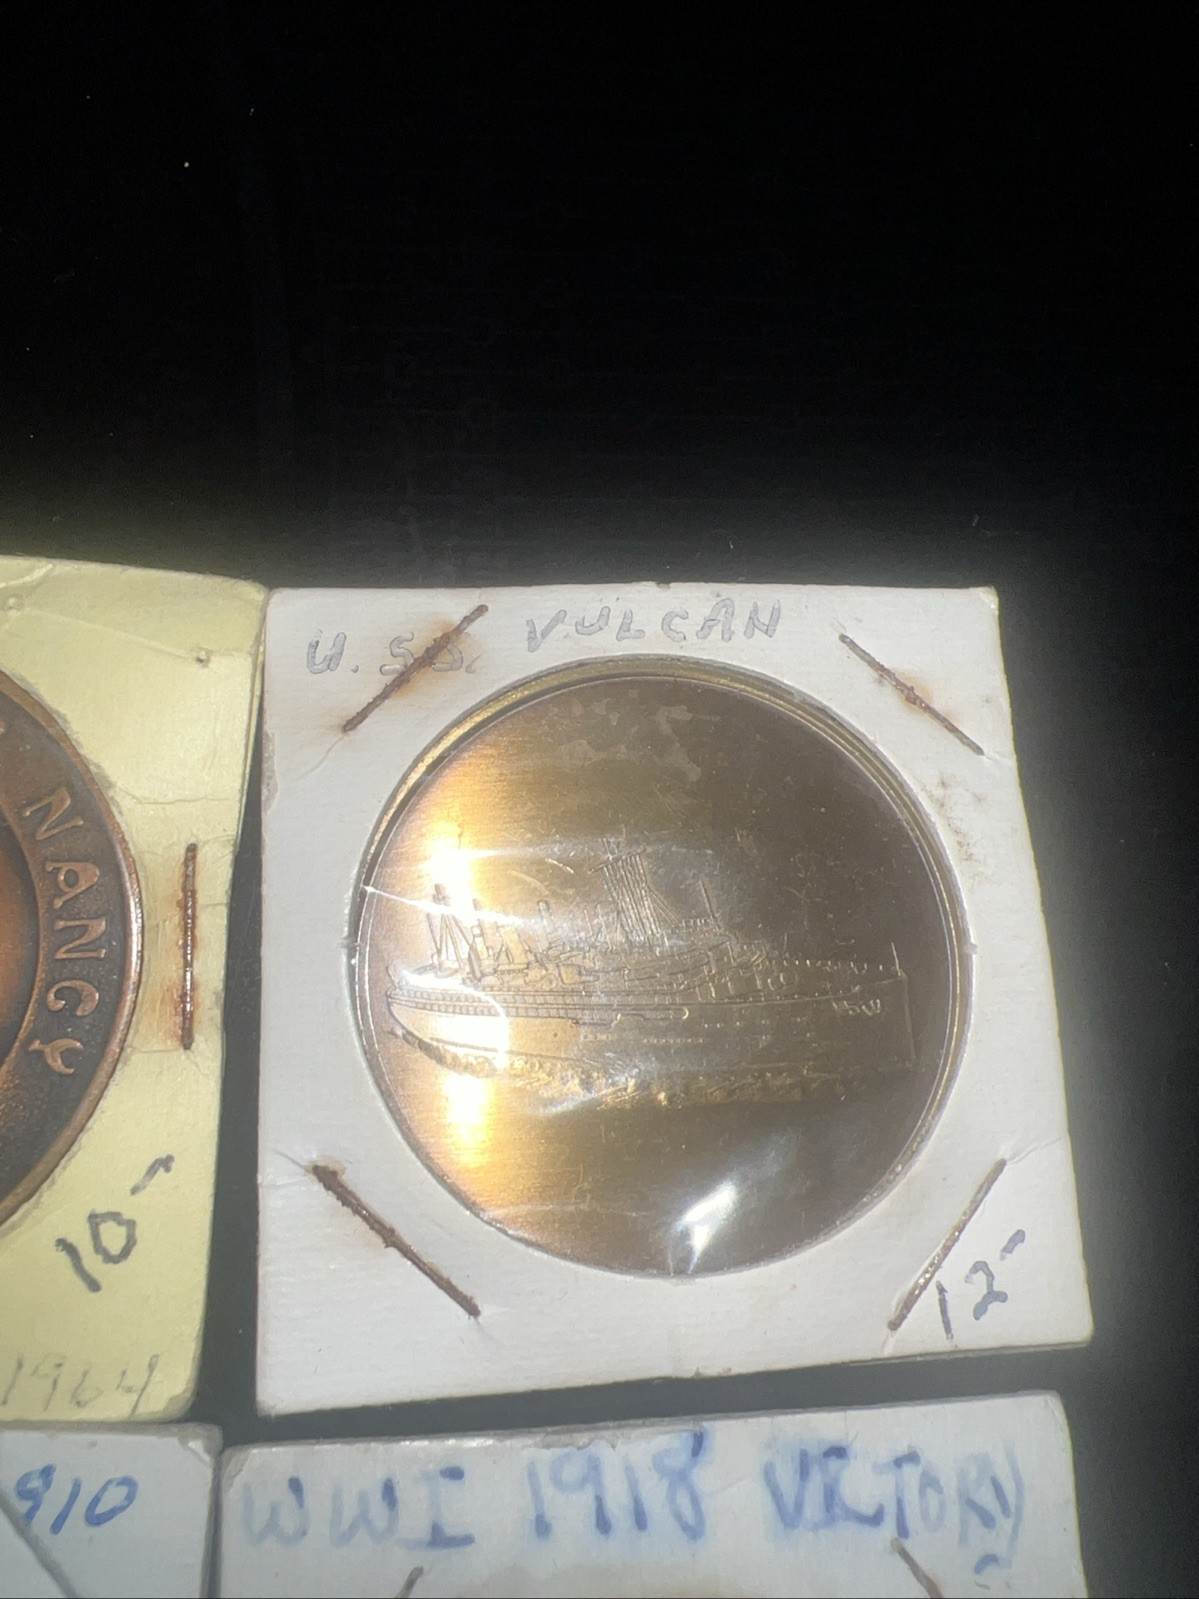 U.S.S. VULCAN
NANCY
10
12
1964
910
WWI 1918 VICTORY